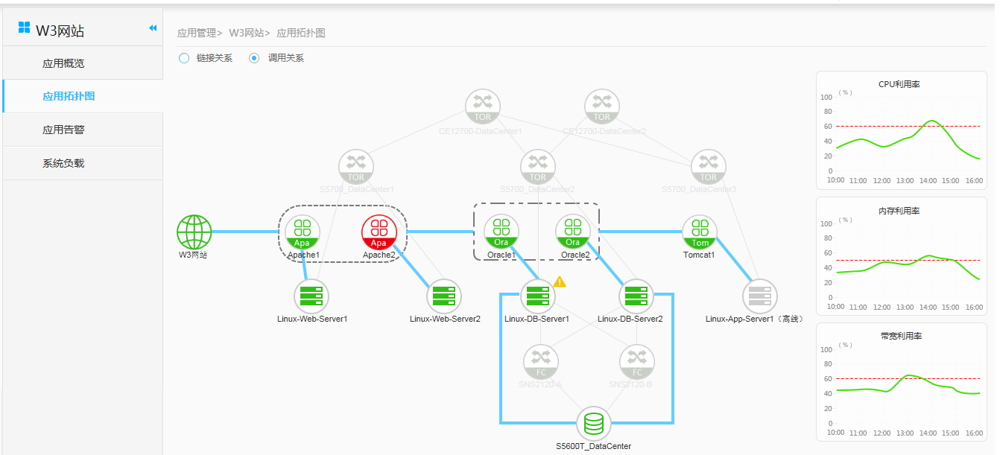 W3网站
应用概览
应用拓扑图
应用告警
系统负载
应用管理> W3网站> 应用拓扑图
链接关系 调用关系
TOR
CE12700-DataCenter1
TOR
CE12700-DataCenter2
TOR
S5700_DataCenter1
TOR
S5700_DataCenter2
TOR
S5700_DataCenter3
W3网站
Apa
Apache1
Apa
Apache2
Ora
Oracle1
Ora
Oracle2
Tom
Tomcat1
Linux-Web-Server1
Linux-Web-Server2
Linux-DB-Server1
Linux-DB-Server2
Linux-App-Server1（离线）
FC
SNS2120-A
FC
SNS2120-B
S5600T_DataCenter
CPU利用率
（%）
100
80
60
40
20
0
10:00 11:00 12:00 13:00 14:00 15:00 16:00
内存利用率
（%）
100
80
60
40
20
0
10:00 11:00 12:00 13:00 14:00 15:00 16:00
带宽利用率
（%）
100
80
60
40
20
0
10:00 11:00 12:00 13:00 14:00 15:00 16:00